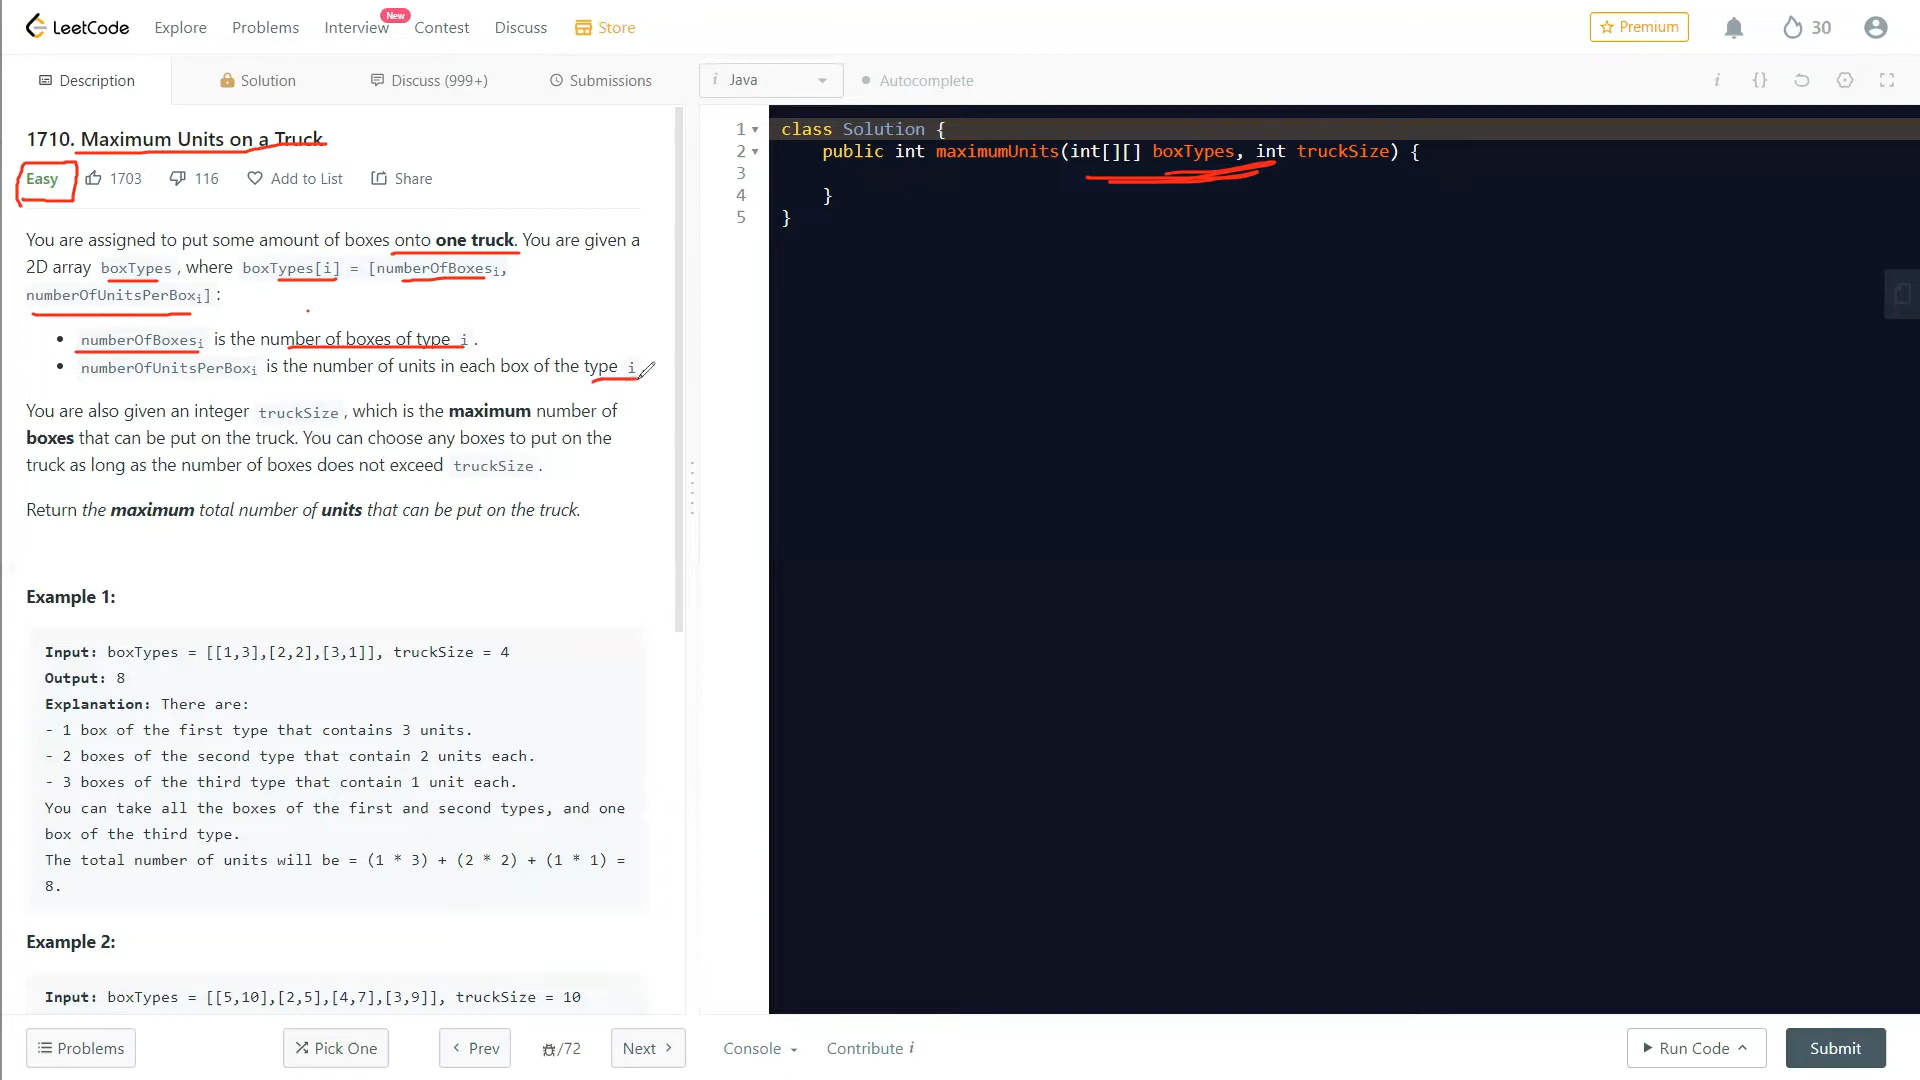 LeetCode Explore Problems Interview New Contest Discuss Store Premium 30
Description Solution Discuss (999+) Submissions i Java Autocomplete i {}
1710. Maximum Units on a Truck
Easy 1703 116 Add to List Share
You are assigned to put some amount of boxes onto one truck. You are given a
2D array boxTypes, where boxTypes[i] = [numberOfBoxesi,
numberOfUnitsPerBoxi]:
• numberOfBoxesi is the number of boxes of type i.
• numberOfUnitsPerBoxi is the number of units in each box of the type i
You are also given an integer truckSize, which is the maximum number of
boxes that can be put on the truck. You can choose any boxes to put on the
truck as long as the number of boxes does not exceed truckSize.
Return the maximum total number of units that can be put on the truck.
Example 1:
Input: boxTypes = [[1,3],[2,2],[3,1]], truckSize = 4
Output: 8
Explanation: There are:
- 1 box of the first type that contains 3 units.
- 2 boxes of the second type that contain 2 units each.
- 3 boxes of the third type that contain 1 unit each.
You can take all the boxes of the first and second types, and one
box of the third type.
The total number of units will be = (1 * 3) + (2 * 2) + (1 * 1) =
8.
Example 2:
Input: boxTypes = [[5,10],[2,5],[4,7],[3,9]], truckSize = 10
1 class Solution {
2 public int maximumUnits(int[][] boxTypes, int truckSize) {
3
4 }
5 }
Problems Pick One Prev /72 Next Console Contribute i Run Code Submit